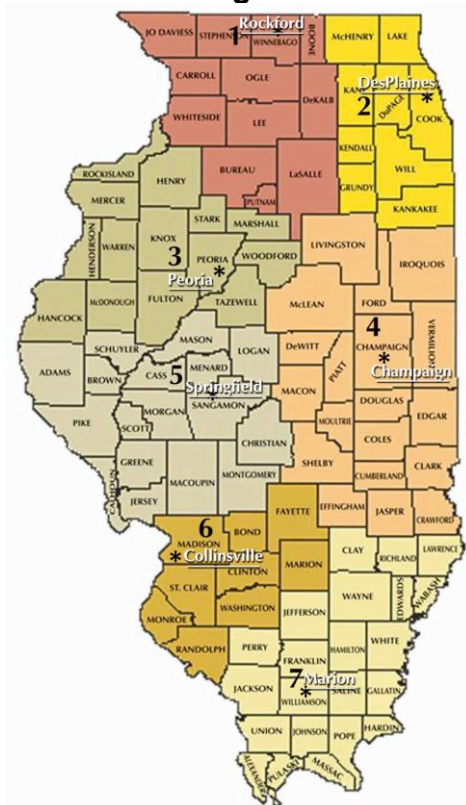 Rockford
JO DAVIESS
STEPHENSON
1
*
WINNEBAGO
BOONE
McHENRY
LAKE
CARROLL
OGLE
DeKALB
KANE
DesPlaines
2
DuPAGE
*
COOK
WHITESIDE
LEE
KENDALL
WILL
GRUNDY
KANKAKEE
BUREAU
PUTNAM
LaSALLE
ROCKISLAND
HENRY
MERCER
STARK
MARSHALL
HENDERSON
WARREN
KNOX
3
PEORIA
*
Peoria
WOODFORD
McDONOUGH
FULTON
TAZEWELL
HANCOCK
LIVINGSTON
IROQUOIS
McLEAN
FORD
4
CHAMPAIGN
*
Champaign
VERMILION
MASON
SCHUYLER
LOGAN
ADAMS
BROWN
CASS
5
MENARD
Springfield
*
SANGAMON
DeWITT
PIATT
MACON
DOUGLAS
EDGAR
PIKE
SCOTT
MORGAN
CHRISTIAN
MOULTRIE
COLES
SHELBY
CUMBERLAND
CLARK
GREENE
MACOUPIN
MONTGOMERY
CALHOUN
JERSEY
FAYETTE
EFFINGHAM
JASPER
CRAWFORD
6
MADISON
* Collinsville
BOND
CLINTON
MARION
CLAY
RICHLAND
LAWRENCE
ST. CLAIR
WASHINGTON
JEFFERSON
WAYNE
EDWARDS
WABASH
MONROE
RANDOLPH
PERRY
FRANKLIN
HAMILTON
WHITE
7
Marion
*
JACKSON
WILLIAMSON
SALINE
GALLATIN
UNION
JOHNSON
POPE
HARDIN
ALEXANDER
PULASKI
MASSAC